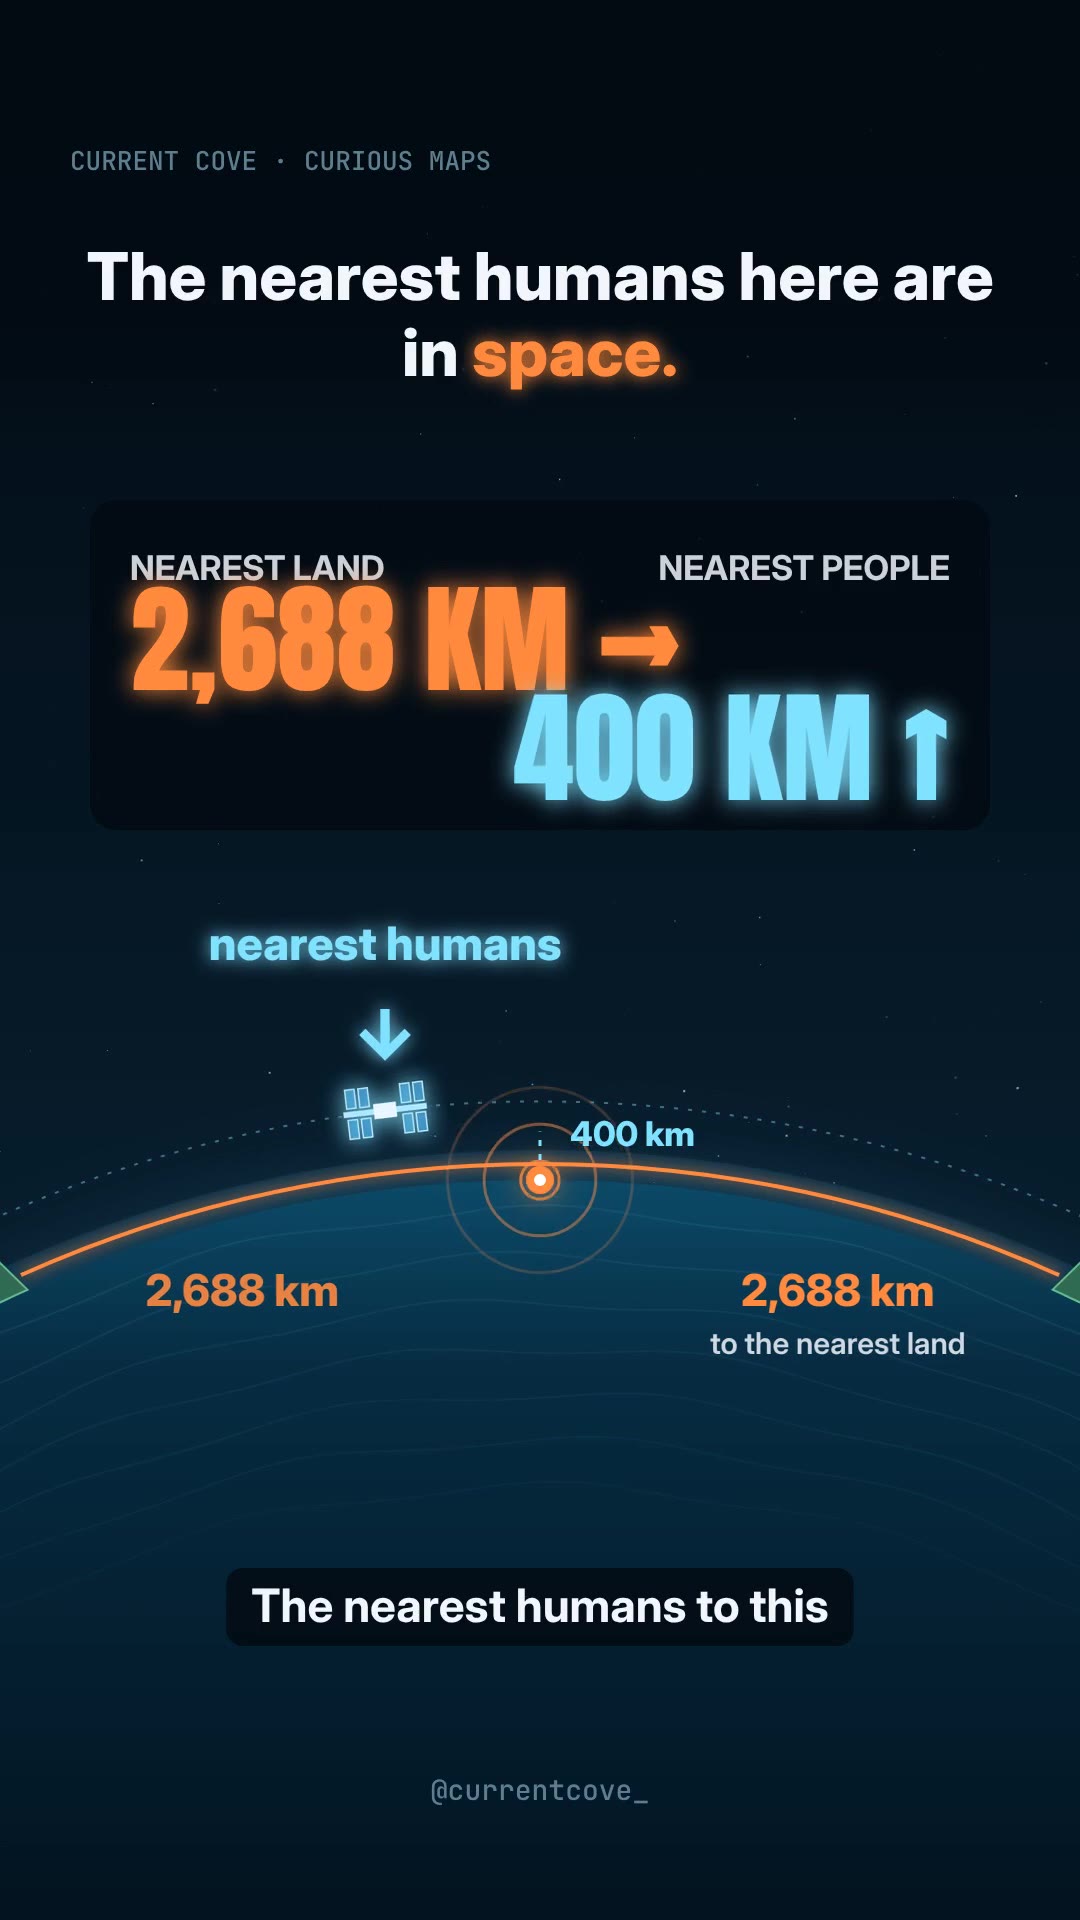 CURRENT COVE · CURIOUS MAPS
The nearest humans here are
in space.
NEAREST LAND
2,688 KM →
NEAREST PEOPLE
400 KM ↑
nearest humans
↓
400 km
2,688 km
2,688 km
to the nearest land
The nearest humans to this
@currentcove_